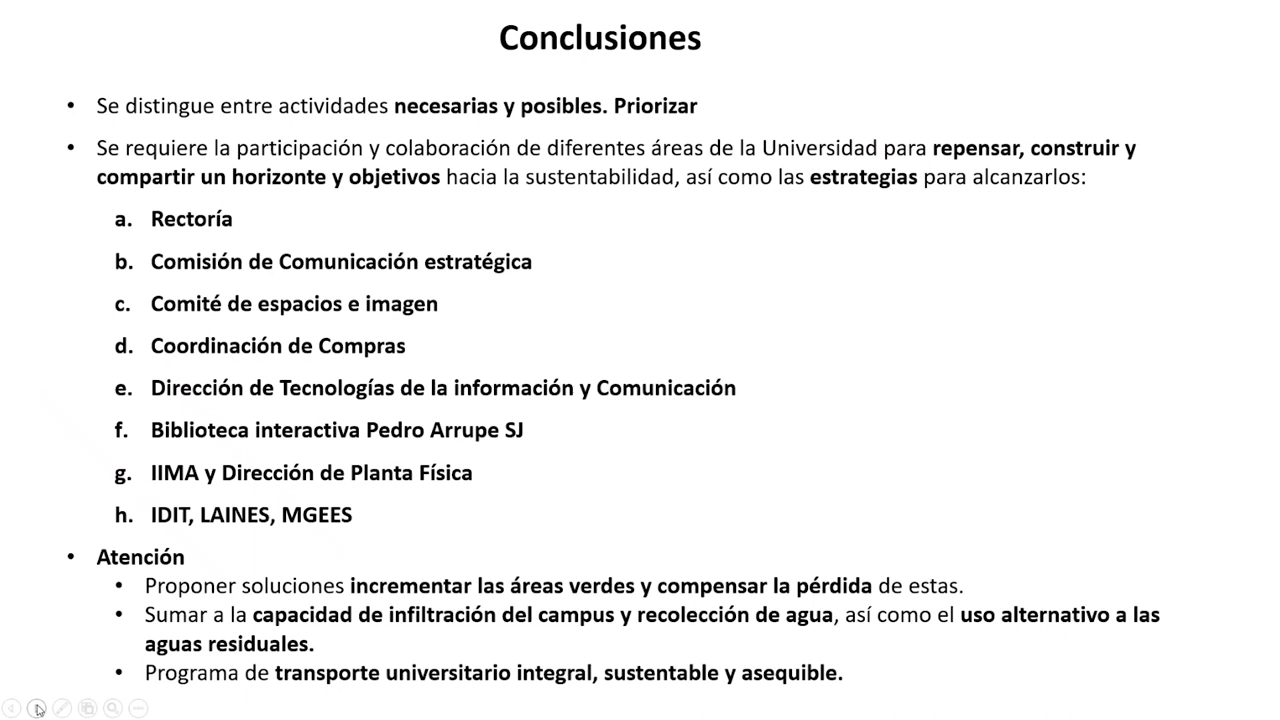 Conclusiones
• Se distingue entre actividades necesarias y posibles. Priorizar
• Se requiere la participación y colaboración de diferentes áreas de la Universidad para repensar, construir y
compartir un horizonte y objetivos hacia la sustentabilidad, así como las estrategias para alcanzarlos:
a. Rectoría
b. Comisión de Comunicación estratégica
c. Comité de espacios e imagen
d. Coordinación de Compras
e. Dirección de Tecnologías de la información y Comunicación
f. Biblioteca interactiva Pedro Arrupe SJ
g. IIMA y Dirección de Planta Física
h. IDIT, LAINES, MGEES
• Atención
• Proponer soluciones incrementar las áreas verdes y compensar la pérdida de estas.
• Sumar a la capacidad de infiltración del campus y recolección de agua, así como el uso alternativo a las
aguas residuales.
• Programa de transporte universitario integral, sustentable y asequible.